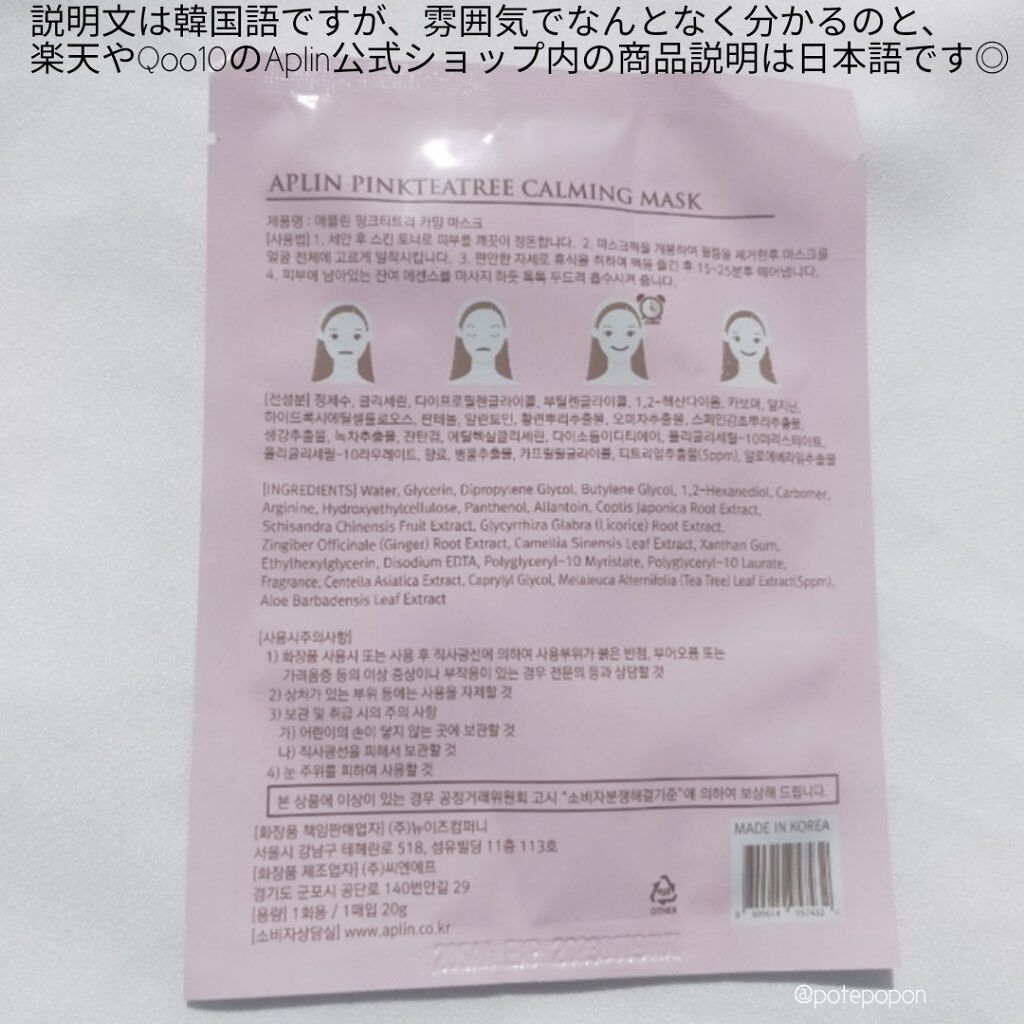 説明文は韓国語ですが、雰囲気でなんとなく分かるのと、
楽天やQoo10のAplin公式ショップ内の商品説明は日本語です◎
APLIN PINKTEATREE CALMING MASK
제품명 : 애플린 핑크티트리 카밍 마스크
[사용법] 1. 세안 후 스킨 토너로 피부를 깨끗이 정돈합니다. 2. 마스크팩을 개봉하여 필름을 제거한후 마스크를
얼굴 전체에 고르게 밀착시킵니다. 3. 편안한 자세로 휴식을 취하며 팩을 즐긴 후 15~25분후 떼어냅니다.
4. 피부에 남아있는 잔여 에센스를 마사지 하듯 톡톡 두드려 흡수시켜 줍니다.
[전성분] 정제수, 글리세린, 다이프로필렌글라이콜, 부틸렌글라이콜, 1,2-헥산다이올, 카보머, 알지닌,
하이드록시에틸셀룰로오스, 판테놀, 알란토인, 황련뿌리추출물, 오미자추출물, 스페인감초뿌리추출물,
생강추출물, 녹차추출물, 잔탄검, 에틸헥실글리세린, 다이소듐이디티에이, 폴리글리세릴-10미리스테이트,
폴리글리세릴-10라우레이트, 향료, 병풀추출물, 카프릴릴글라이콜, 티트리잎추출물(5ppm), 알로에베라잎추출물
[INGREDIENTS] Water, Glycerin, Dipropylene Glycol, Butylene Glycol, 1,2-Hexanediol, Carbomer,
Arginine, Hydroxyethylcellulose, Panthenol, Allantoin, Coptis Japonica Root Extract,
Schisandra Chinensis Fruit Extract, Glycyrrhiza Glabra (Licorice) Root Extract,
Zingiber Officinale (Ginger) Root Extract, Camellia Sinensis Leaf Extract, Xanthan Gum,
Ethylhexylglycerin, Disodium EDTA, Polyglyceryl-10 Myristate, Polyglyceryl-10 Laurate,
Fragrance, Centella Asiatica Extract, Caprylyl Glycol, Melaleuca Alternifolia (Tea Tree) Leaf Extract(5ppm),
Aloe Barbadensis Leaf Extract
[사용시주의사항]
1) 화장품 사용시 또는 사용 후 직사광선에 의하여 사용부위가 붉은 반점, 부어오름 또는
가려움증 등의 이상 증상이나 부작용이 있는 경우 전문의 등과 상담할 것
2) 상처가 있는 부위 등에는 사용을 자제할 것
3) 보관 및 취급 시의 주의 사항
가) 어린이의 손이 닿지 않는 곳에 보관할 것
나) 직사광선을 피해서 보관할 것
4) 눈 주위를 피하여 사용할 것
본 상품에 이상이 있는 경우 공정거래위원회 고시 "소비자분쟁해결기준"에 의하여 보상해 드립니다.
[화장품 책임판매업자] (주)뉴이즈컴퍼니
서울시 강남구 테헤란로 518, 섬유빌딩 11층 113호
[화장품 제조업자] (주)씨엔에프
경기도 군포시 공단로 140번안길 29
[용량] 1회용 / 1매입 20g
[소비자상담실] www.aplin.co.kr
MADE IN KOREA
OTHER
8 809614 957432
@potepopon